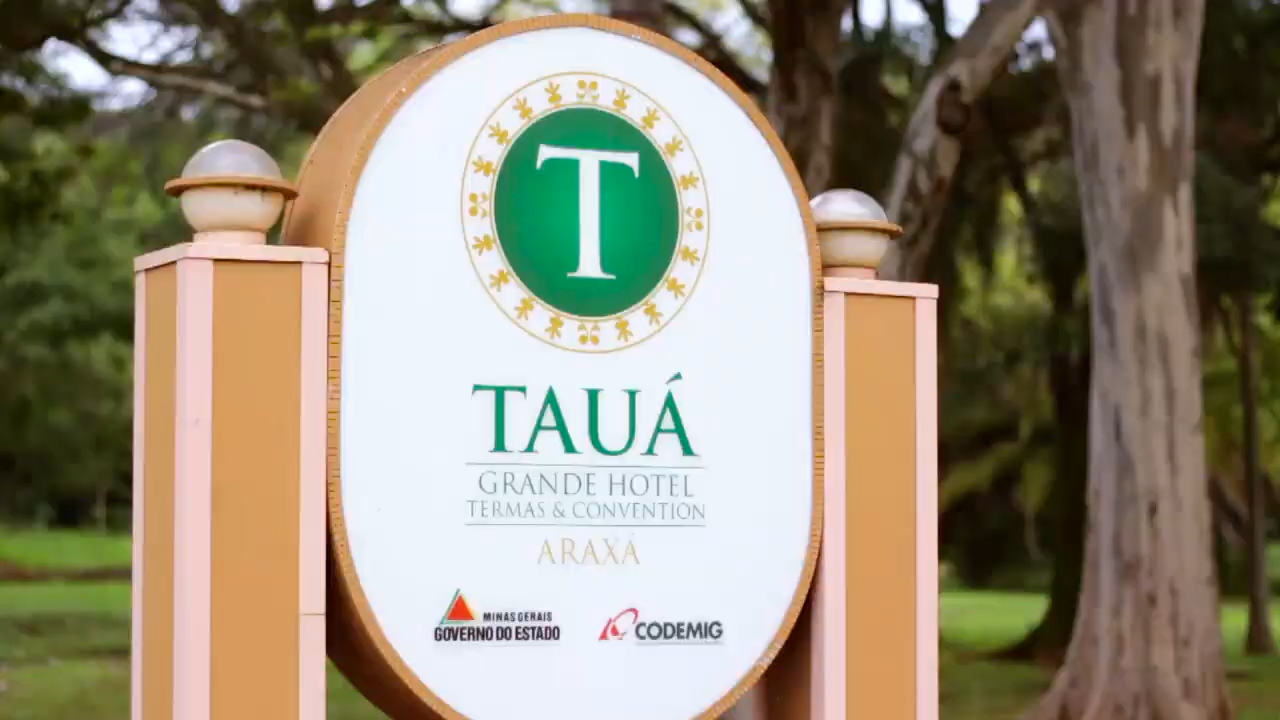 T
TAUÁ
GRANDE HOTEL
TERMAS & CONVENTION
ARAXÁ
MINAS GERAIS
GOVERNO DO ESTADO
CODEMIG